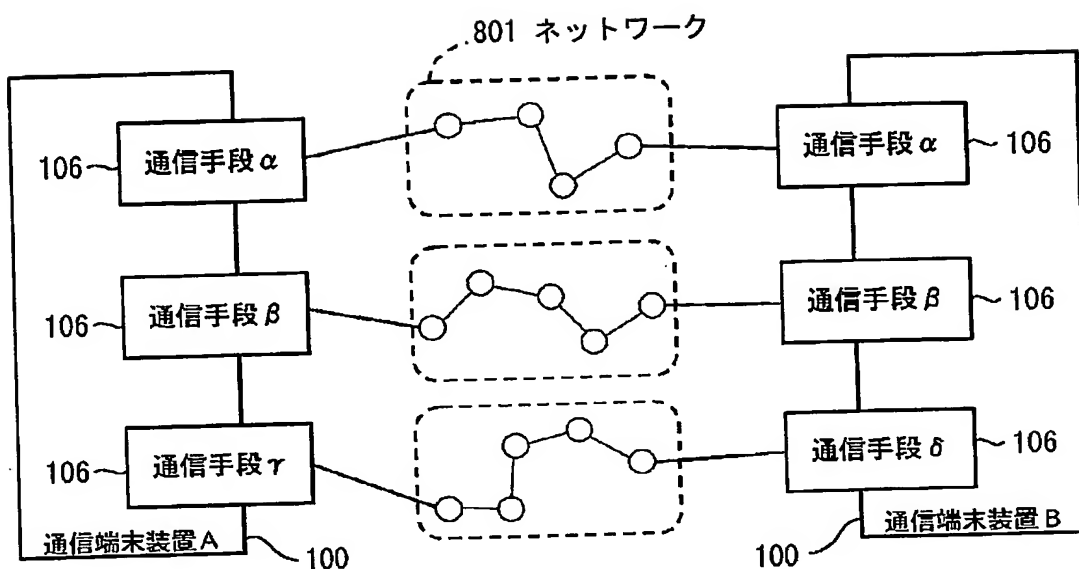 801 ネットワーク
106 通信手段α
通信手段α 106
106 通信手段β
通信手段β 106
106 通信手段γ
通信手段δ 106
通信端末装置A 100
100 通信端末装置B